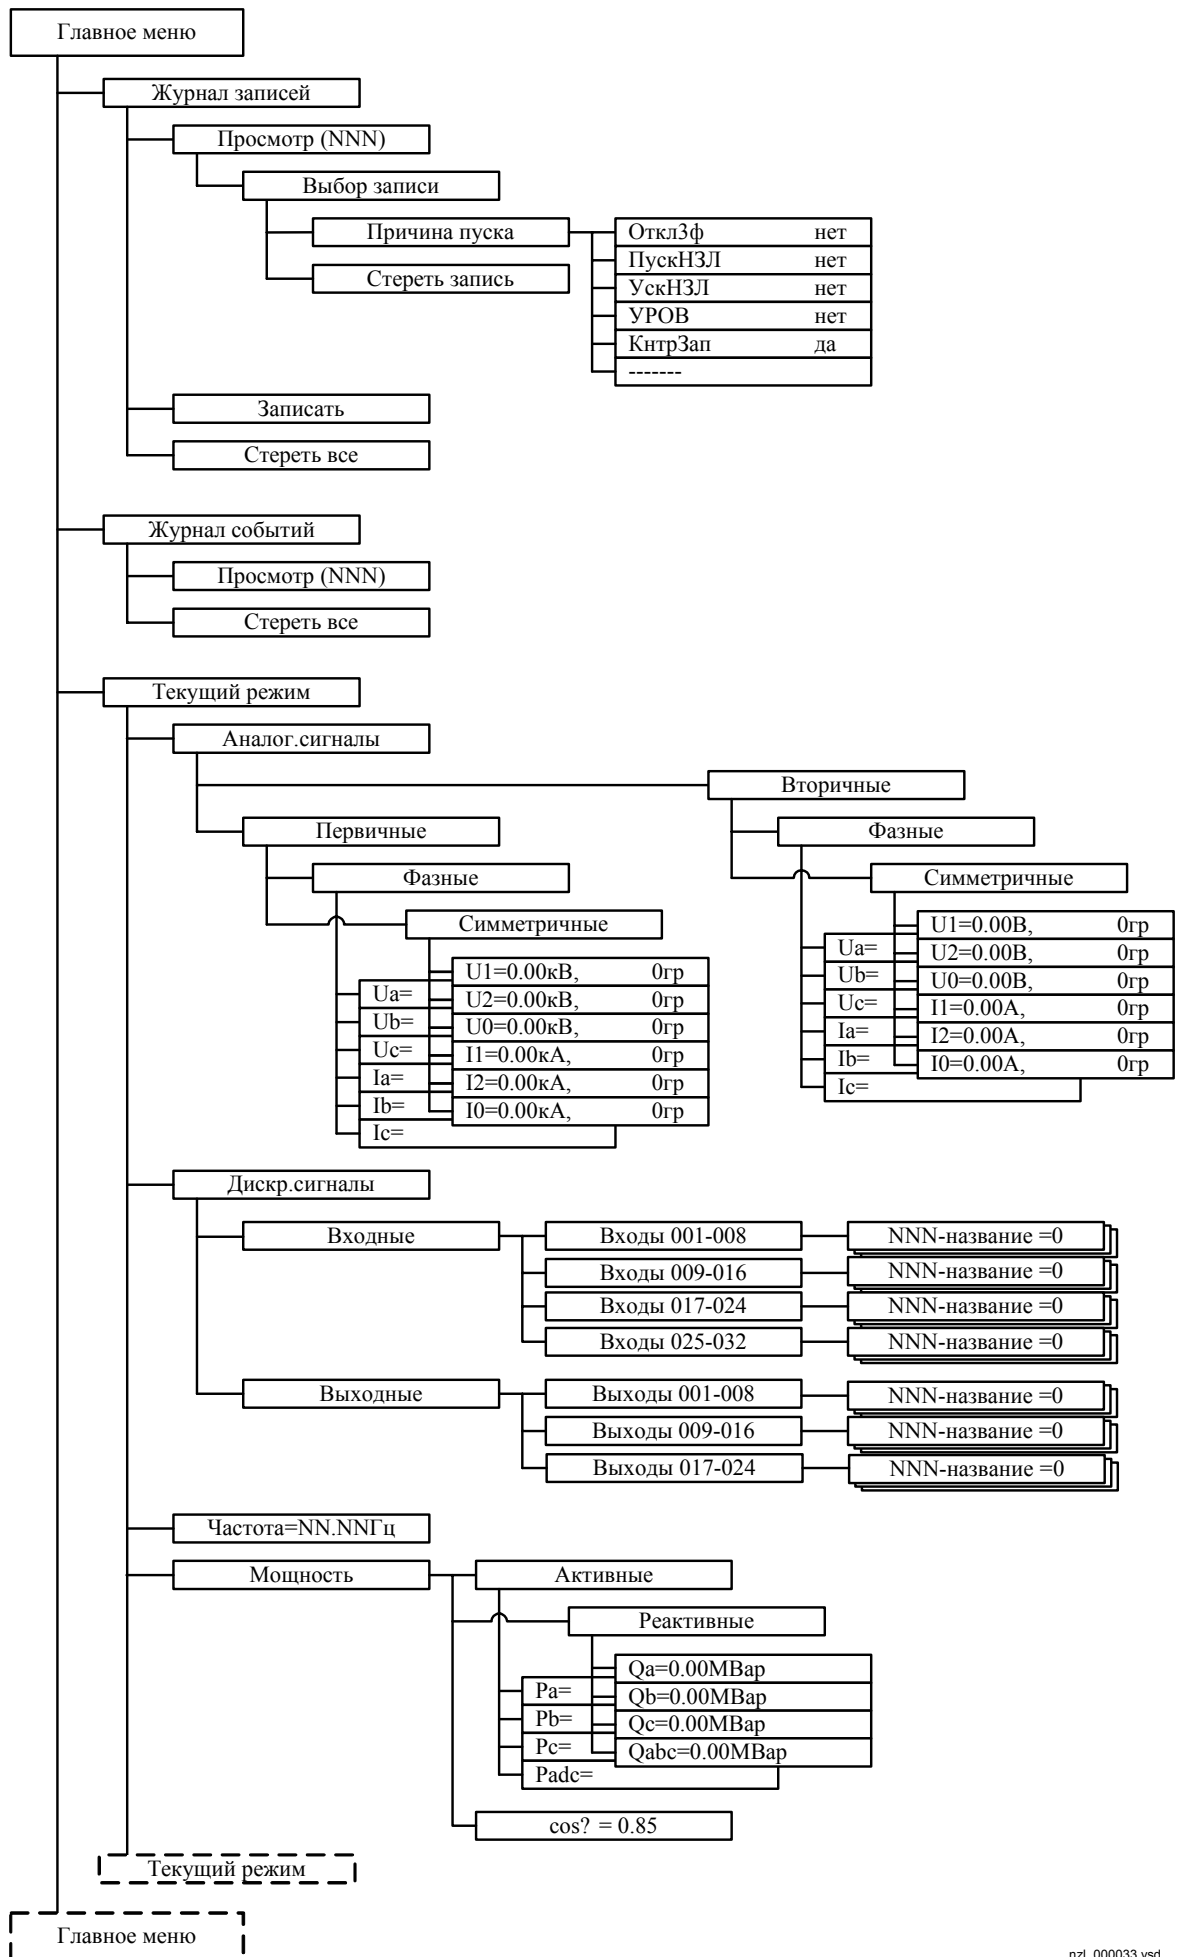 Главное меню
Журнал записей
Просмотр (NNN)
Выбор записи
Причина пуска
Откл3ф нет
ПускНЗЛ нет
Стереть запись
УскНЗЛ нет
УРОВ нет
КнтрЗап да
-------
Записать
Стереть все
Журнал событий
Просмотр (NNN)
Стереть все
Текущий режим
Аналог.сигналы
Вторичные
Первичные
Фазные
Фазные
Симметричные
Симметричные
U1=0.00В, 0гр
Ua=
U2=0.00В, 0гр
Ub=
U0=0.00В, 0гр
Uc=
I1=0.00А, 0гр
Ia=
I2=0.00А, 0гр
Ib=
I0=0.00А, 0гр
Ic=
U1=0.00кВ, 0гр
Ua=
U2=0.00кВ, 0гр
Ub=
U0=0.00кВ, 0гр
Uc=
I1=0.00кА, 0гр
Ia=
I2=0.00кА, 0гр
Ib=
I0=0.00кА, 0гр
Ic=
Дискр.сигналы
Входные
Входы 001-008 NNN-название =0
Входы 009-016 NNN-название =0
Входы 017-024 NNN-название =0
Входы 025-032 NNN-название =0
Выходные
Выходы 001-008 NNN-название =0
Выходы 009-016 NNN-название =0
Выходы 017-024 NNN-название =0
Частота=NN.NNГц
Мощность
Активные
Реактивные
Qa=0.00МВар
Pa=
Qb=0.00МВар
Pb=
Qc=0.00МВар
Pc=
Qabc=0.00МВар
Padc=
cos? = 0.85
Текущий режим
Главное меню
nzl_000033.vsd